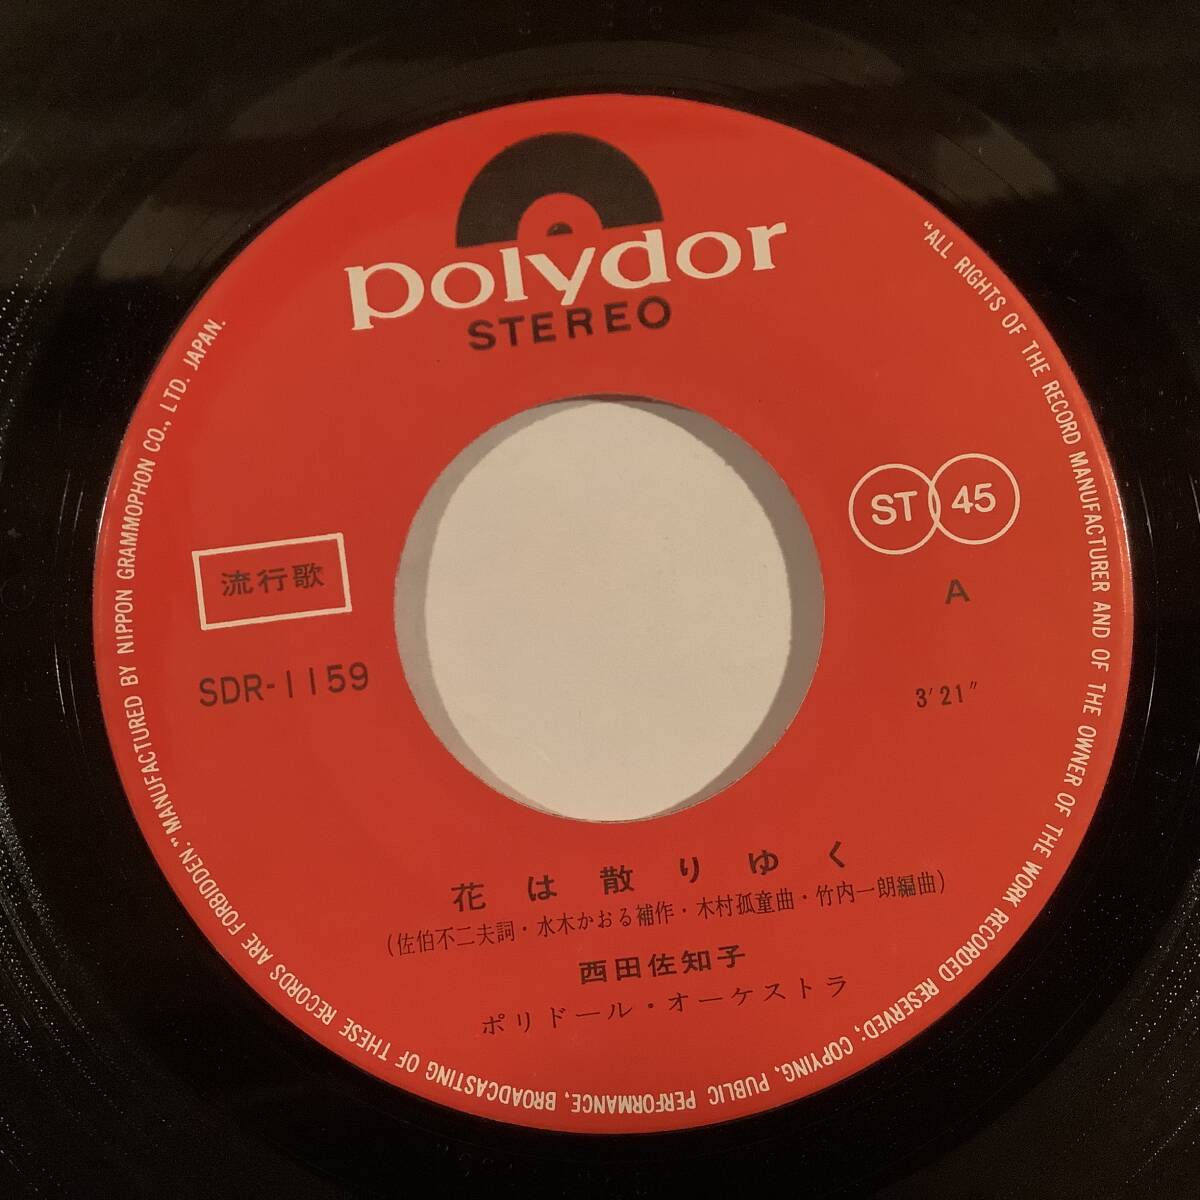 polydor
STEREO
ST 45
流行歌
A
SDR-1159
3'21"
花は散りゆく
(佐伯不二夫詞・水木かおる補作・木村孤童曲・竹内一朗編曲)
西田佐知子
ポリドール・オーケストラ
"ALL RIGHTS OF THE RECORD MANUFACTURER AND OF THE OWNER OF THE WORK RECORDED RESERVED; COPYING, PUBLIC PERFORMANCE, BROADCASTING OF THESE RECORDS ARE FORBIDDEN." MANUFACTURED BY NIPPON GRAMMOPHON CO., LTD. JAPAN.